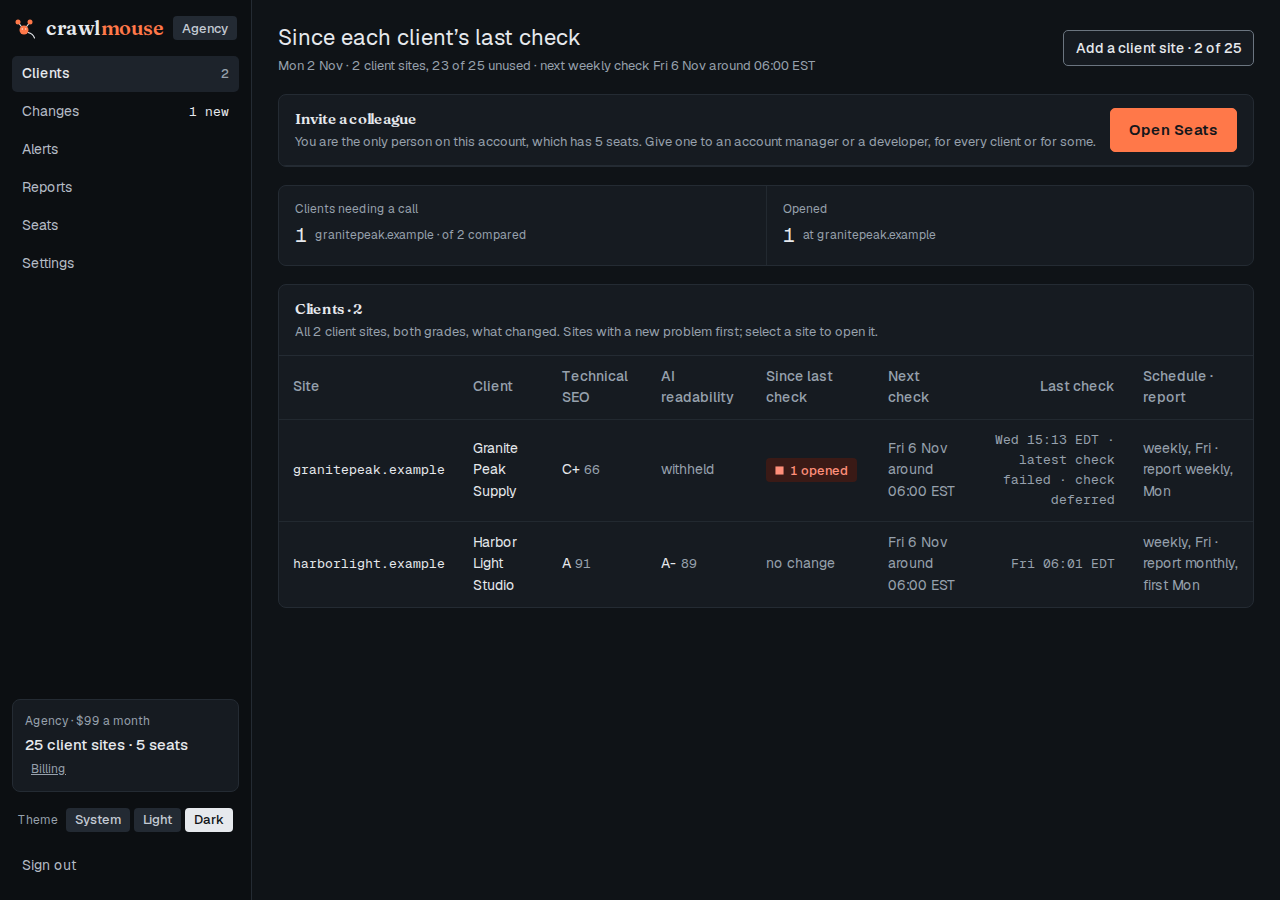 crawlmouse Agency
Clients 2
Changes 1 new
Alerts
Reports
Seats
Settings
Agency · $99 a month
25 client sites · 5 seats
Billing
Theme System Light Dark
Sign out
Since each client’s last check
Mon 2 Nov · 2 client sites, 23 of 25 unused · next weekly check Fri 6 Nov around 06:00 EST
Add a client site · 2 of 25
Invite a colleague
You are the only person on this account, which has 5 seats. Give one to an account manager or a developer, for every client or for some.
Open Seats
Clients needing a call
1 granitepeak.example · of 2 compared
Opened
1 at granitepeak.example
Clients · 2
All 2 client sites, both grades, what changed. Sites with a new problem first; select a site to open it.
Site
Client
Technical
SEO
AI
readability
Since last
check
Next
check
Last check
Schedule ·
report
granitepeak.example
Granite
Peak
Supply
C+ 66
withheld
1 opened
Fri 6 Nov
around
06:00 EST
Wed 15:13 EDT ·
latest check
failed · check
deferred
weekly, Fri ·
report weekly,
Mon
harborlight.example
Harbor
Light
Studio
A 91
A- 89
no change
Fri 6 Nov
around
06:00 EST
Fri 06:01 EDT
weekly, Fri ·
report monthly,
first Mon